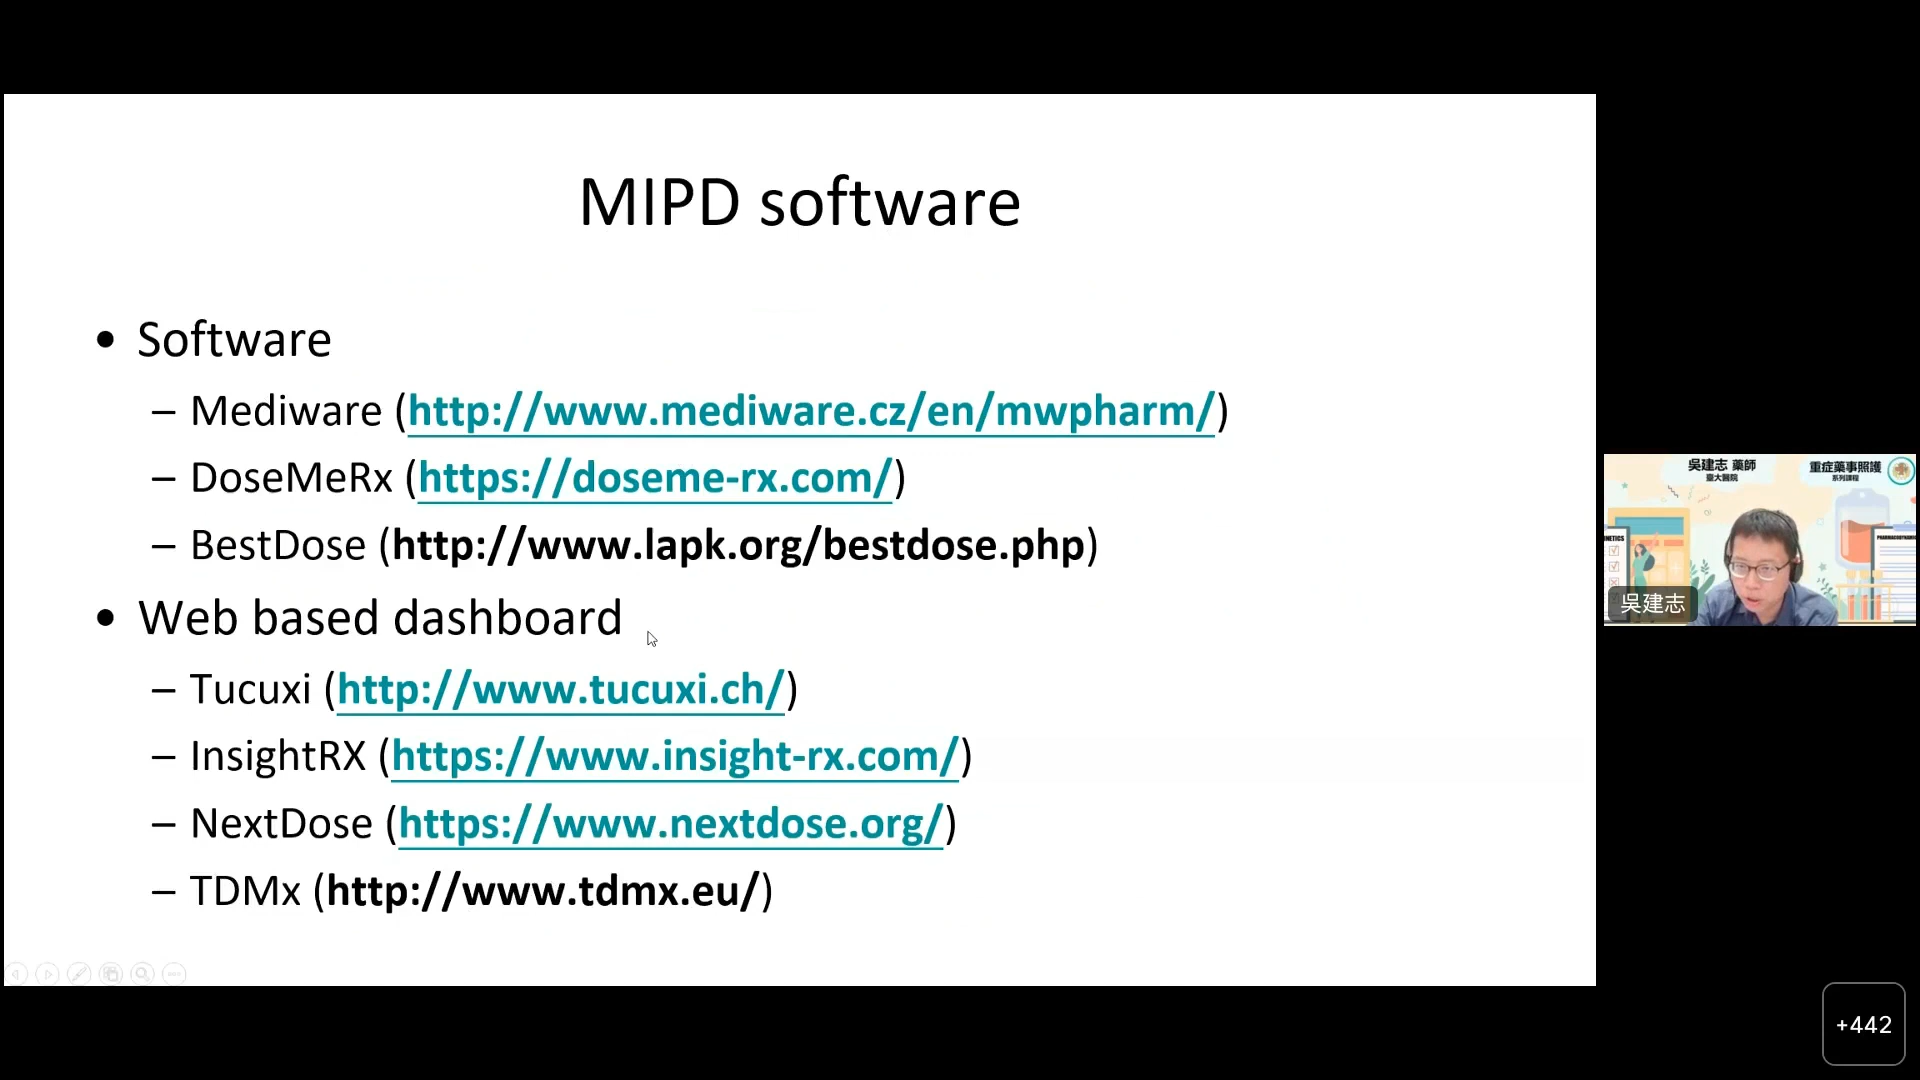 MIPD software
• Software
– Mediware (http://www.mediware.cz/en/mwpharm/)
– DoseMeRx (https://doseme-rx.com/)
– BestDose (http://www.lapk.org/bestdose.php)
• Web based dashboard
– Tucuxi (http://www.tucuxi.ch/)
– InsightRX (https://www.insight-rx.com/)
– NextDose (https://www.nextdose.org/)
– TDMx (http://www.tdmx.eu/)
吳建志 藥師
臺大醫院
重症藥事照護
系列課程
吳建志
+442